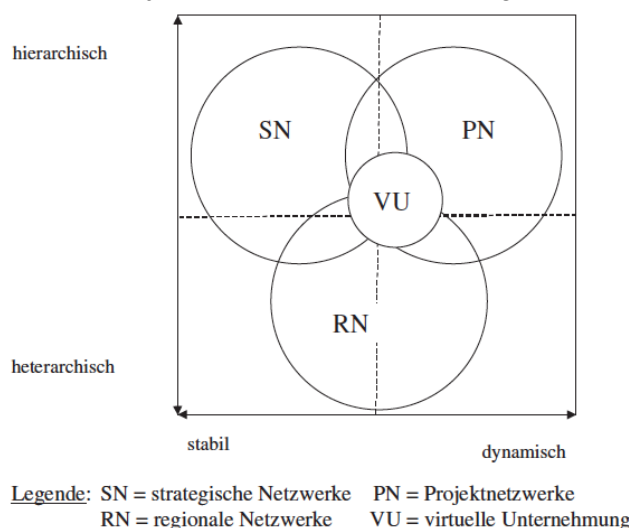 hierarchisch
SN
PN
VU
RN
heterarchisch
stabil
dynamisch
Legende: SN = strategische Netzwerke PN = Projektnetzwerke
RN = regionale Netzwerke VU = virtuelle Unternehmung